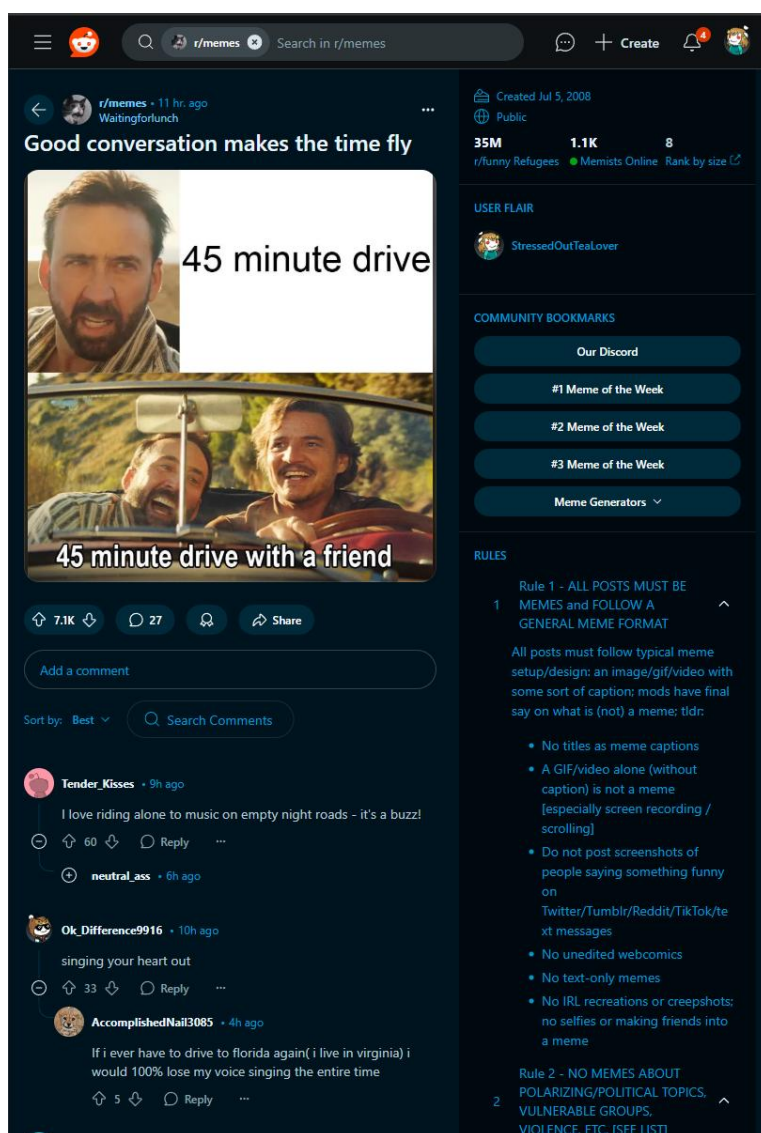 r/memes
Search in r/memes
Create
4
r/memes • 11 hr. ago
Waitingforlunch
Good conversation makes the time fly
45 minute drive
45 minute drive with a friend
7.1K
27
Share
Add a comment
Sort by: Best
Search Comments
Tender_Kisses • 9h ago
I love riding alone to music on empty night roads - it's a buzz!
60
Reply
neutral_ass • 6h ago
Ok_Difference9916 • 10h ago
singing your heart out
33
Reply
AccomplishedNail3085 • 4h ago
If i ever have to drive to florida again( i live in virginia) i
would 100% lose my voice singing the entire time
5
Reply
Created Jul 5, 2008
Public
35M 1.1K 8
r/funny Refugees Memists Online Rank by size
USER FLAIR
StressedOutTeaLover
COMMUNITY BOOKMARKS
Our Discord
#1 Meme of the Week
#2 Meme of the Week
#3 Meme of the Week
Meme Generators
RULES
Rule 1 - ALL POSTS MUST BE
1 MEMES and FOLLOW A
GENERAL MEME FORMAT
All posts must follow typical meme
setup/design: an image/gif/video with
some sort of caption; mods have final
say on what is (not) a meme; tldr:
• No titles as meme captions
• A GIF/video alone (without
caption) is not a meme
[especially screen recording /
scrolling]
• Do not post screenshots of
people saying something funny
on
Twitter/Tumblr/Reddit/TikTok/te
xt messages
• No unedited webcomics
• No text-only memes
• No IRL recreations or creepshots;
no selfies or making friends into
a meme
Rule 2 - NO MEMES ABOUT
2 POLARIZING/POLITICAL TOPICS,
VULNERABLE GROUPS,
VIOLENCE, ETC. [SEE LIST]